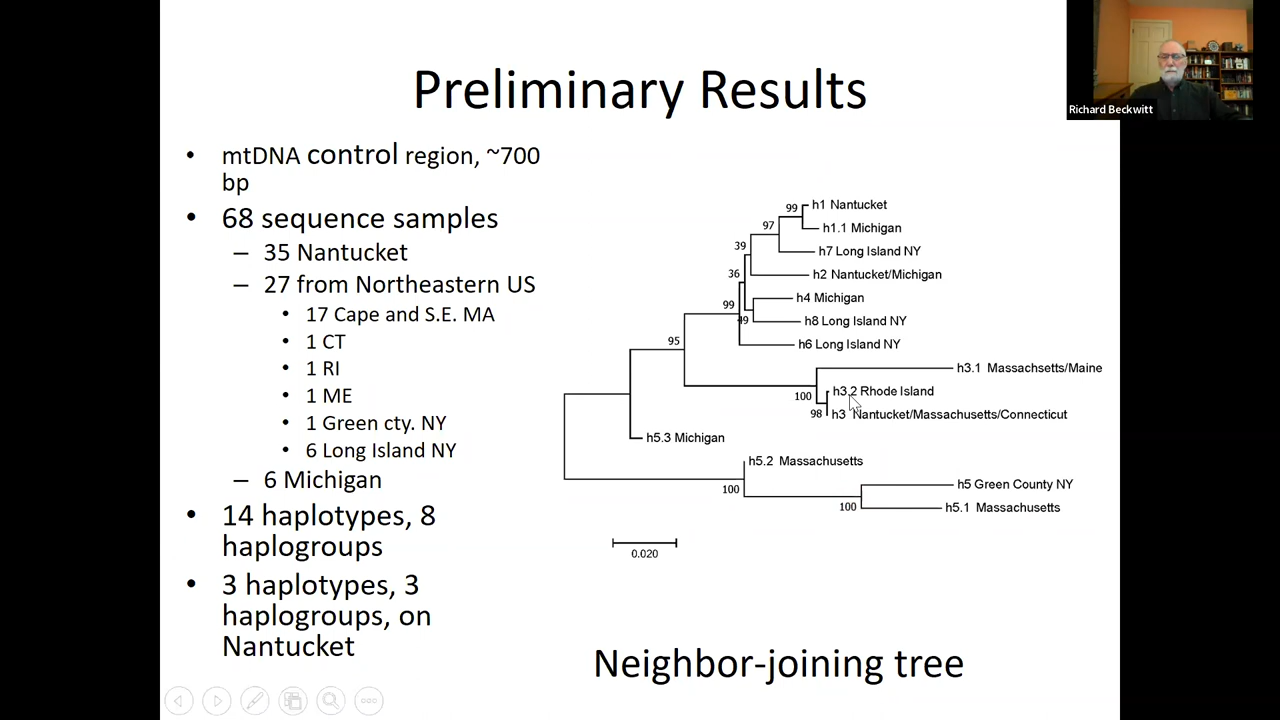 Preliminary Results
Richard Beckwitt
• mtDNA control region, ~700
bp
• 68 sequence samples
– 35 Nantucket
– 27 from Northeastern US
• 17 Cape and S.E. MA
• 1 CT
• 1 RI
• 1 ME
• 1 Green cty. NY
• 6 Long Island NY
– 6 Michigan
• 14 haplotypes, 8
haplogroups
• 3 haplotypes, 3
haplogroups, on
Nantucket
99 h1 Nantucket
97 h1.1 Michigan
39 h7 Long Island NY
36 h2 Nantucket/Michigan
99 h4 Michigan
49 h8 Long Island NY
95 h6 Long Island NY
h3.1 Massachsetts/Maine
100 h3.2 Rhode Island
98 h3 Nantucket/Massachusetts/Connecticut
h5.3 Michigan
h5.2 Massachusetts
100 h5 Green County NY
100 h5.1 Massachusetts
0.020
Neighbor-joining tree